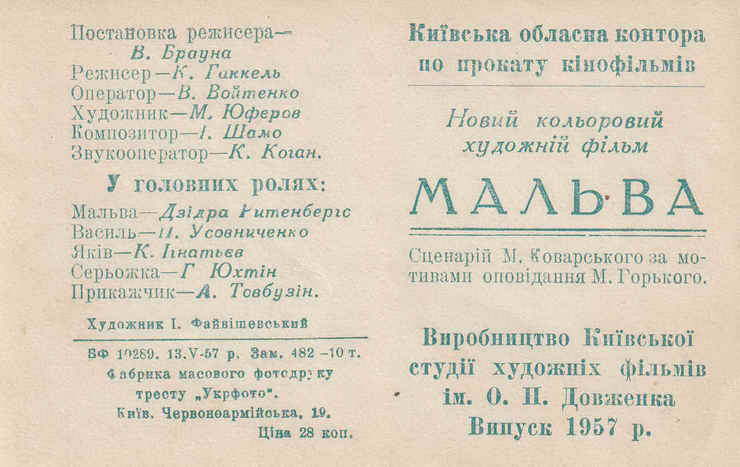 Постановка режисера—
В. Брауна
Режисер—К. Гаккель
Оператор—В. Войтенко
Художник—М. Юферов
Композитор—І. Шамо
Звукооператор—К. Коган.
У головних ролях:
Мальва—Дзідра Ритенбергс
Василь—П. Усовниченко
Яків—К. Ігнатьєв
Серьожка—Г Юхтін
Прикажчик—А. Товбузін.
Художник І. Файвішевський
БФ 10289. 13.V-57 р. Зам. 482—10 т.
Фабрика масового фотодруку
тресту „Укрфото".
Київ. Червоноармійська, 19.
Ціна 28 коп.
Київська обласна контора
по прокату кінофільмів
Новий кольоровий
художній фільм
МАЛЬВА
Сценарій М. Коварського за мо-
тивами оповідання М. Горького.
Виробництво Київської
студії художніх фільмів
ім. О. П. Довженка
Випуск 1957 р.